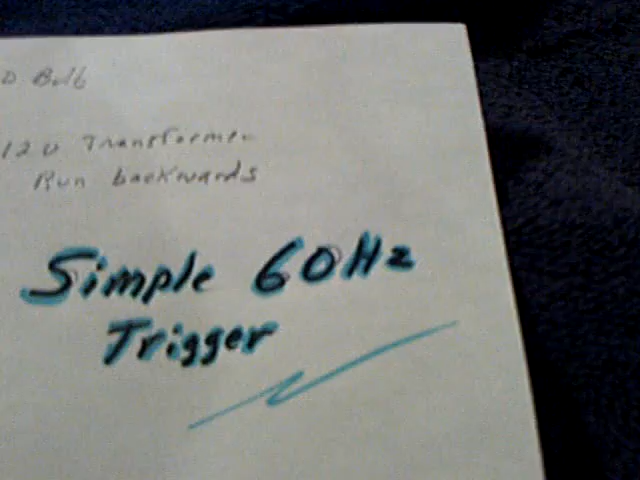 D Bulb
12 V Transformer
Run backwards
Simple 60Hz
Trigger